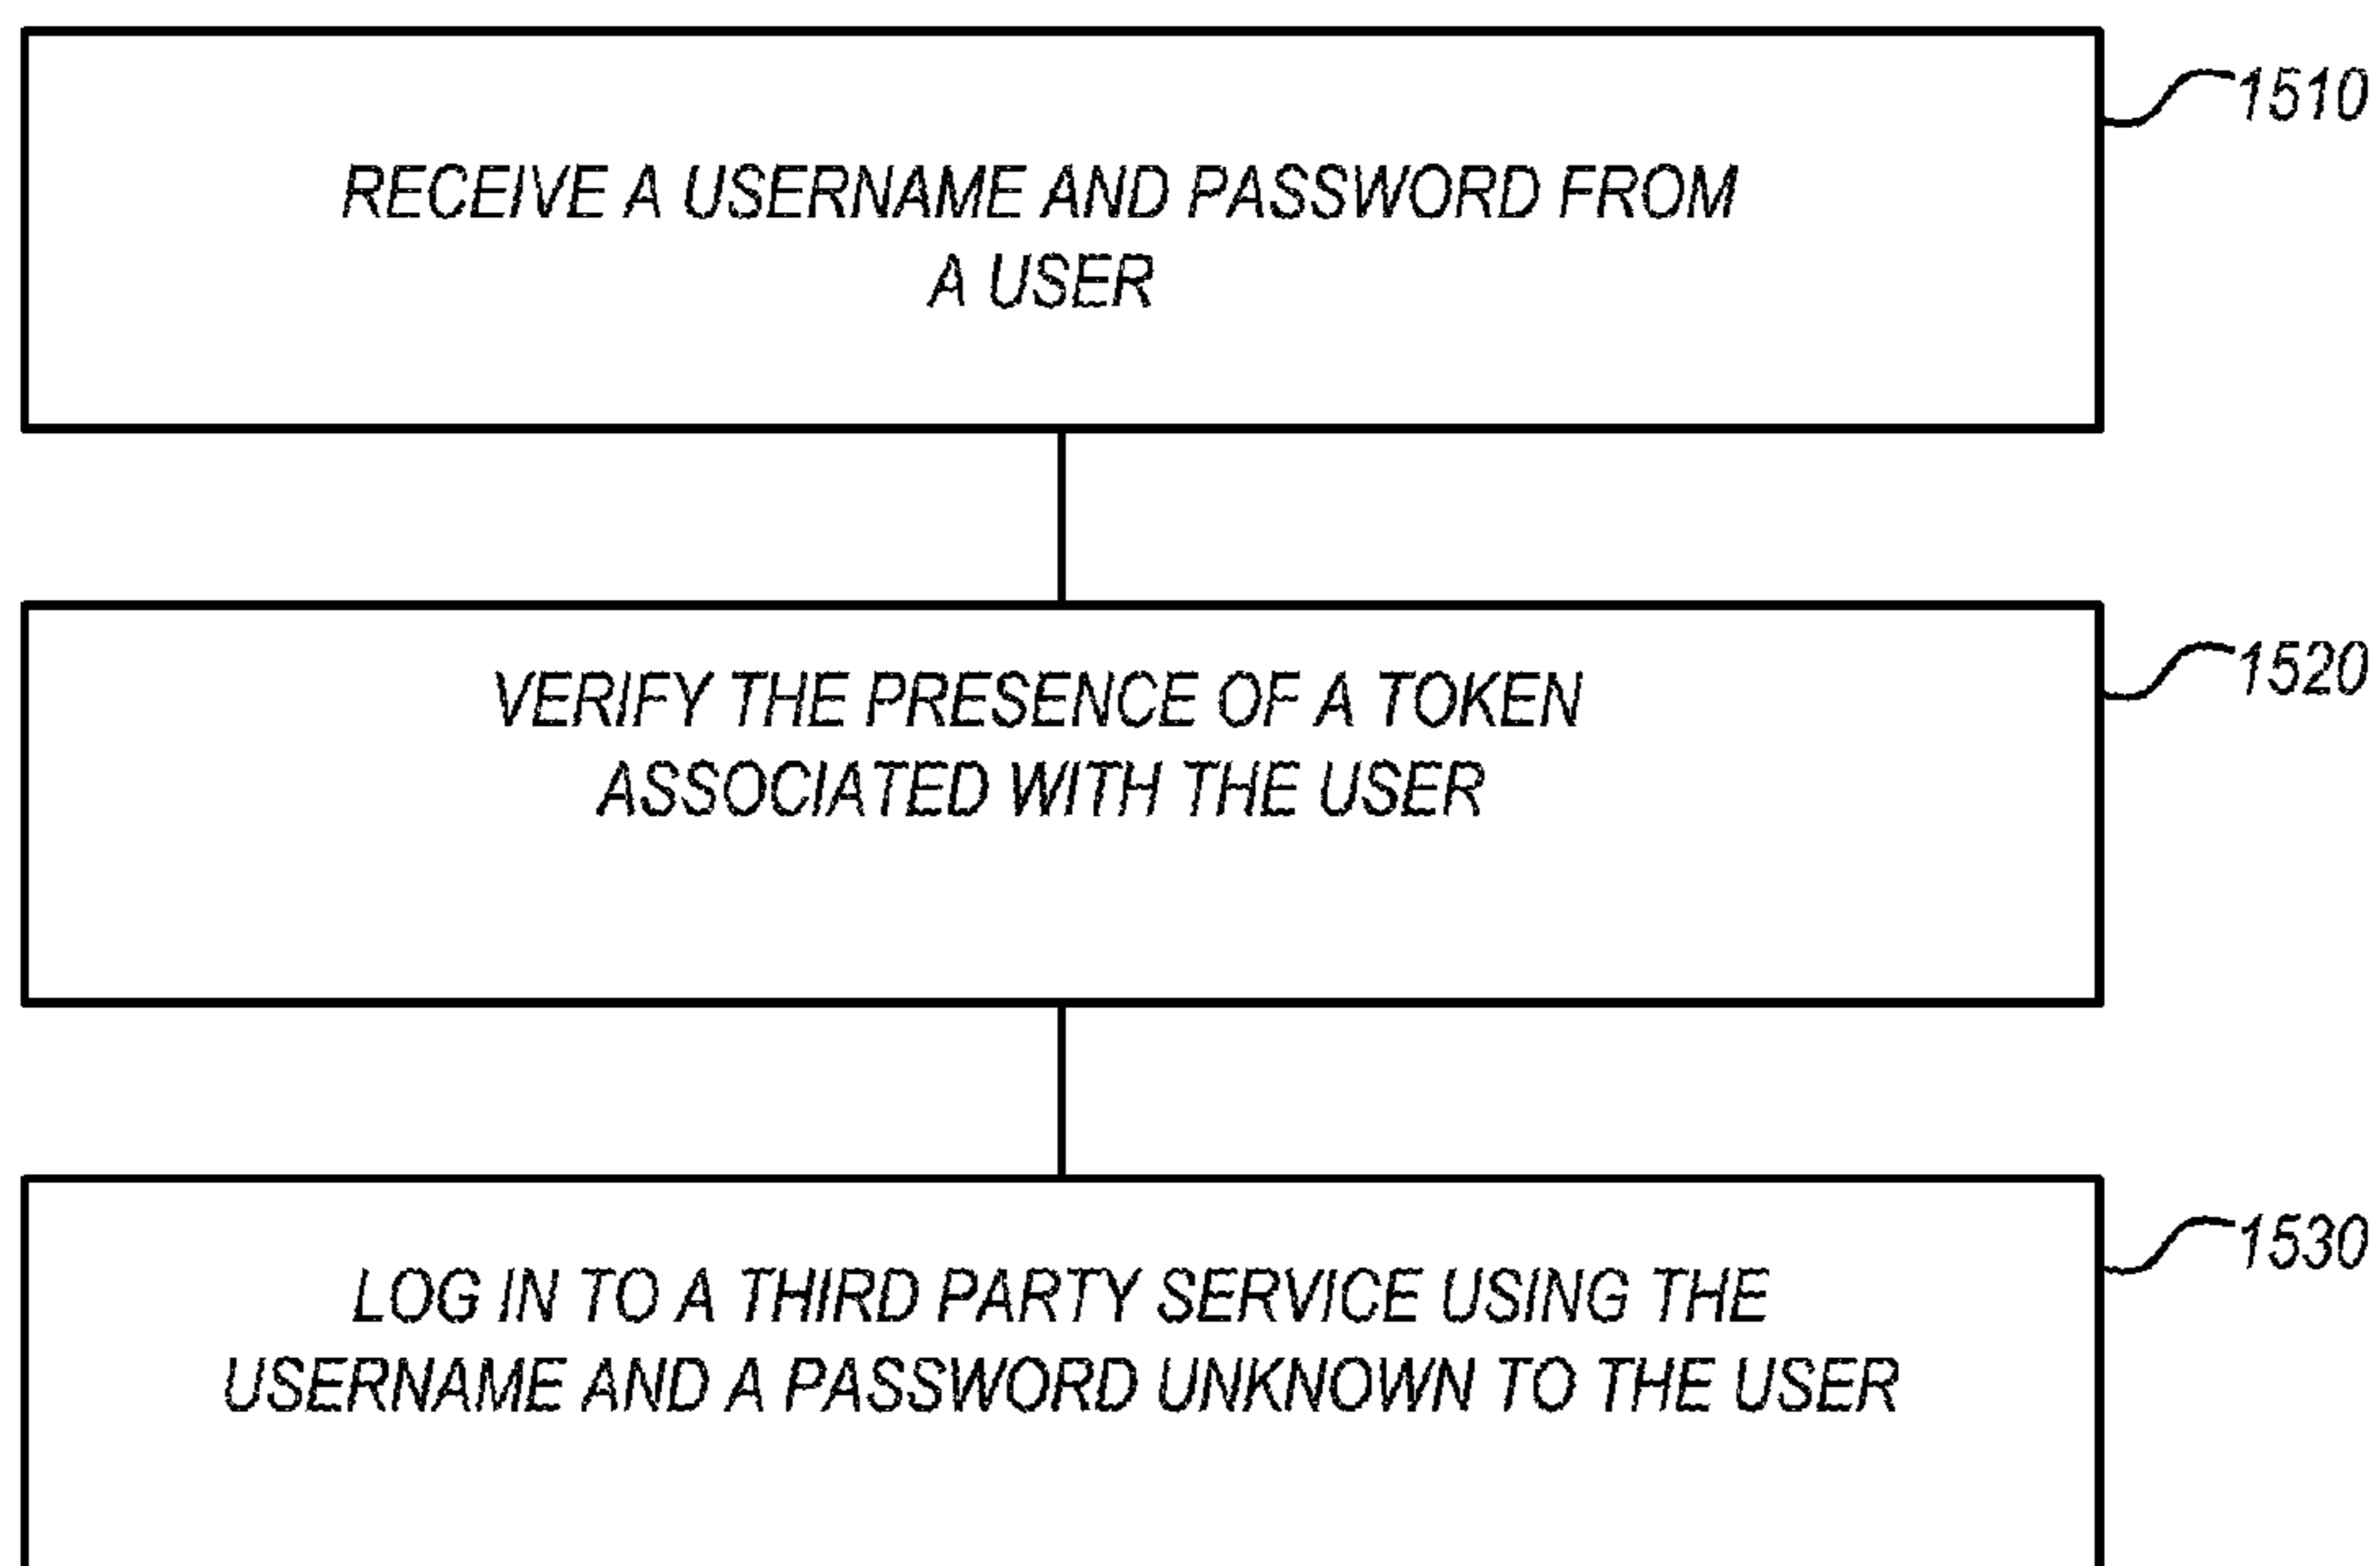 1510
RECEIVE A USERNAME AND PASSWORD FROM
A USER
1520
VERIFY THE PRESENCE OF A TOKEN
ASSOCIATED WITH THE USER
1530
LOG IN TO A THIRD PARTY SERVICE USING THE
USERNAME AND A PASSWORD UNKNOWN TO THE USER